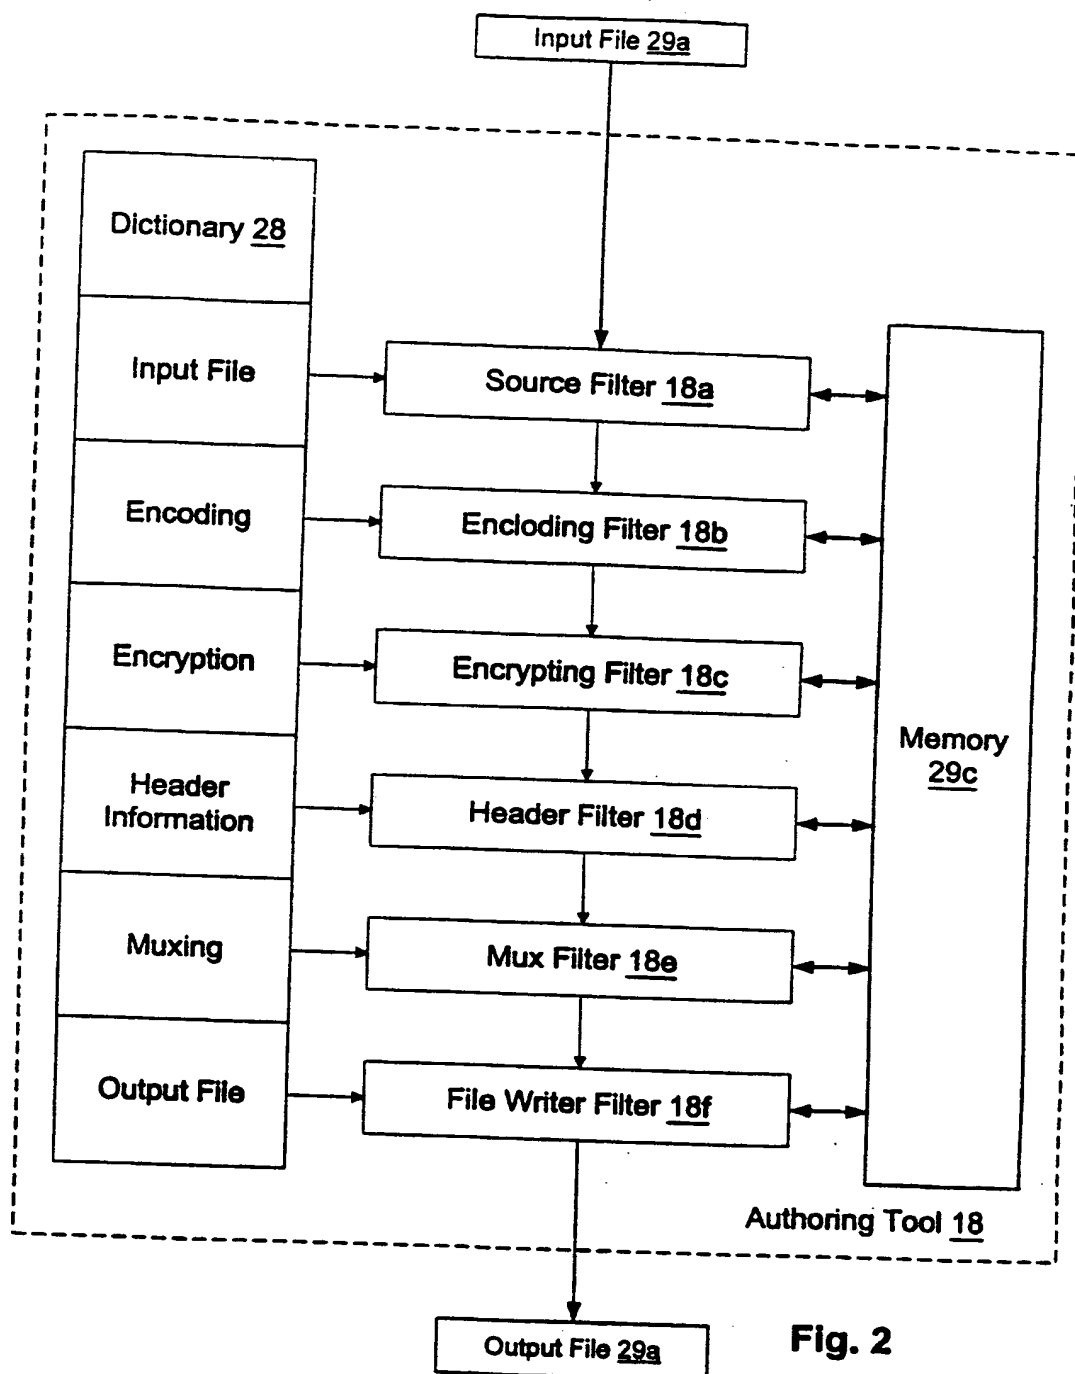 Input File 29a
Dictionary 28
Input File
Source Filter 18a
Encoding
Encloding Filter 18b
Encryption
Encrypting Filter 18c
Memory
29c
Header
Information
Header Filter 18d
Muxing
Mux Filter 18e
Output File
File Writer Filter 18f
Authoring Tool 18
Output File 29a
Fig. 2